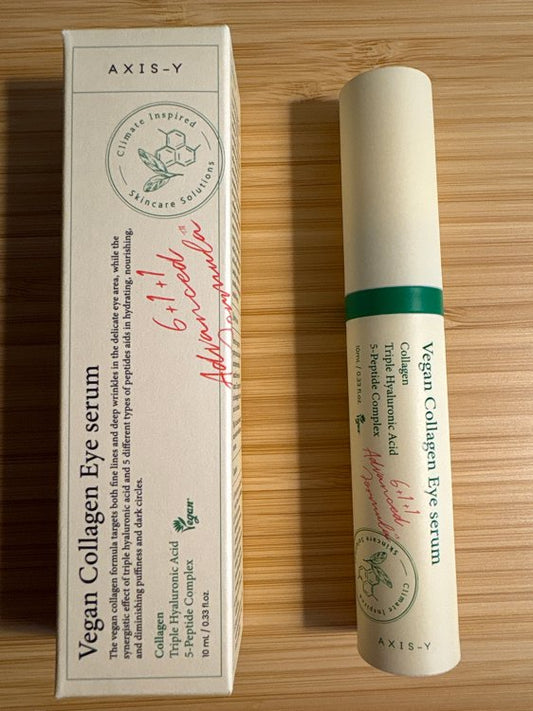 AXIS-Y
Climate Inspired
Skincare Solutions
6+1+1
Advanced
Formula
Vegan Collagen Eye serum
The vegan collagen formula targets both fine lines and deep wrinkles in the delicate eye area, while the
synergistic effect of triple hyaluronic acid and 5 different types of peptides aids in hydrating, nourishing,
and diminishing puffiness and dark circles.
Collagen
Triple Hyaluronic Acid
5-Peptide Complex
10 mL / 0.33 fl.oz.
Vegan
Vegan Collagen Eye serum
Collagen
Triple Hyaluronic Acid
5-Peptide Complex
10mL / 0.33 fl.oz.
Vegan
6+1+1
Advanced
Formula
Climate Inspired
Skincare
AXIS-Y